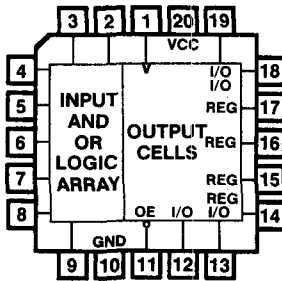 3 2 1 20 19
VCC
4 I/O 18
I/O
5 INPUT REG 17
AND
OR OUTPUT
6 LOGIC CELLS REG 16
ARRAY
7 REG 15
REG
8 OE I/O I/O 14
GND
9 10 11 12 13